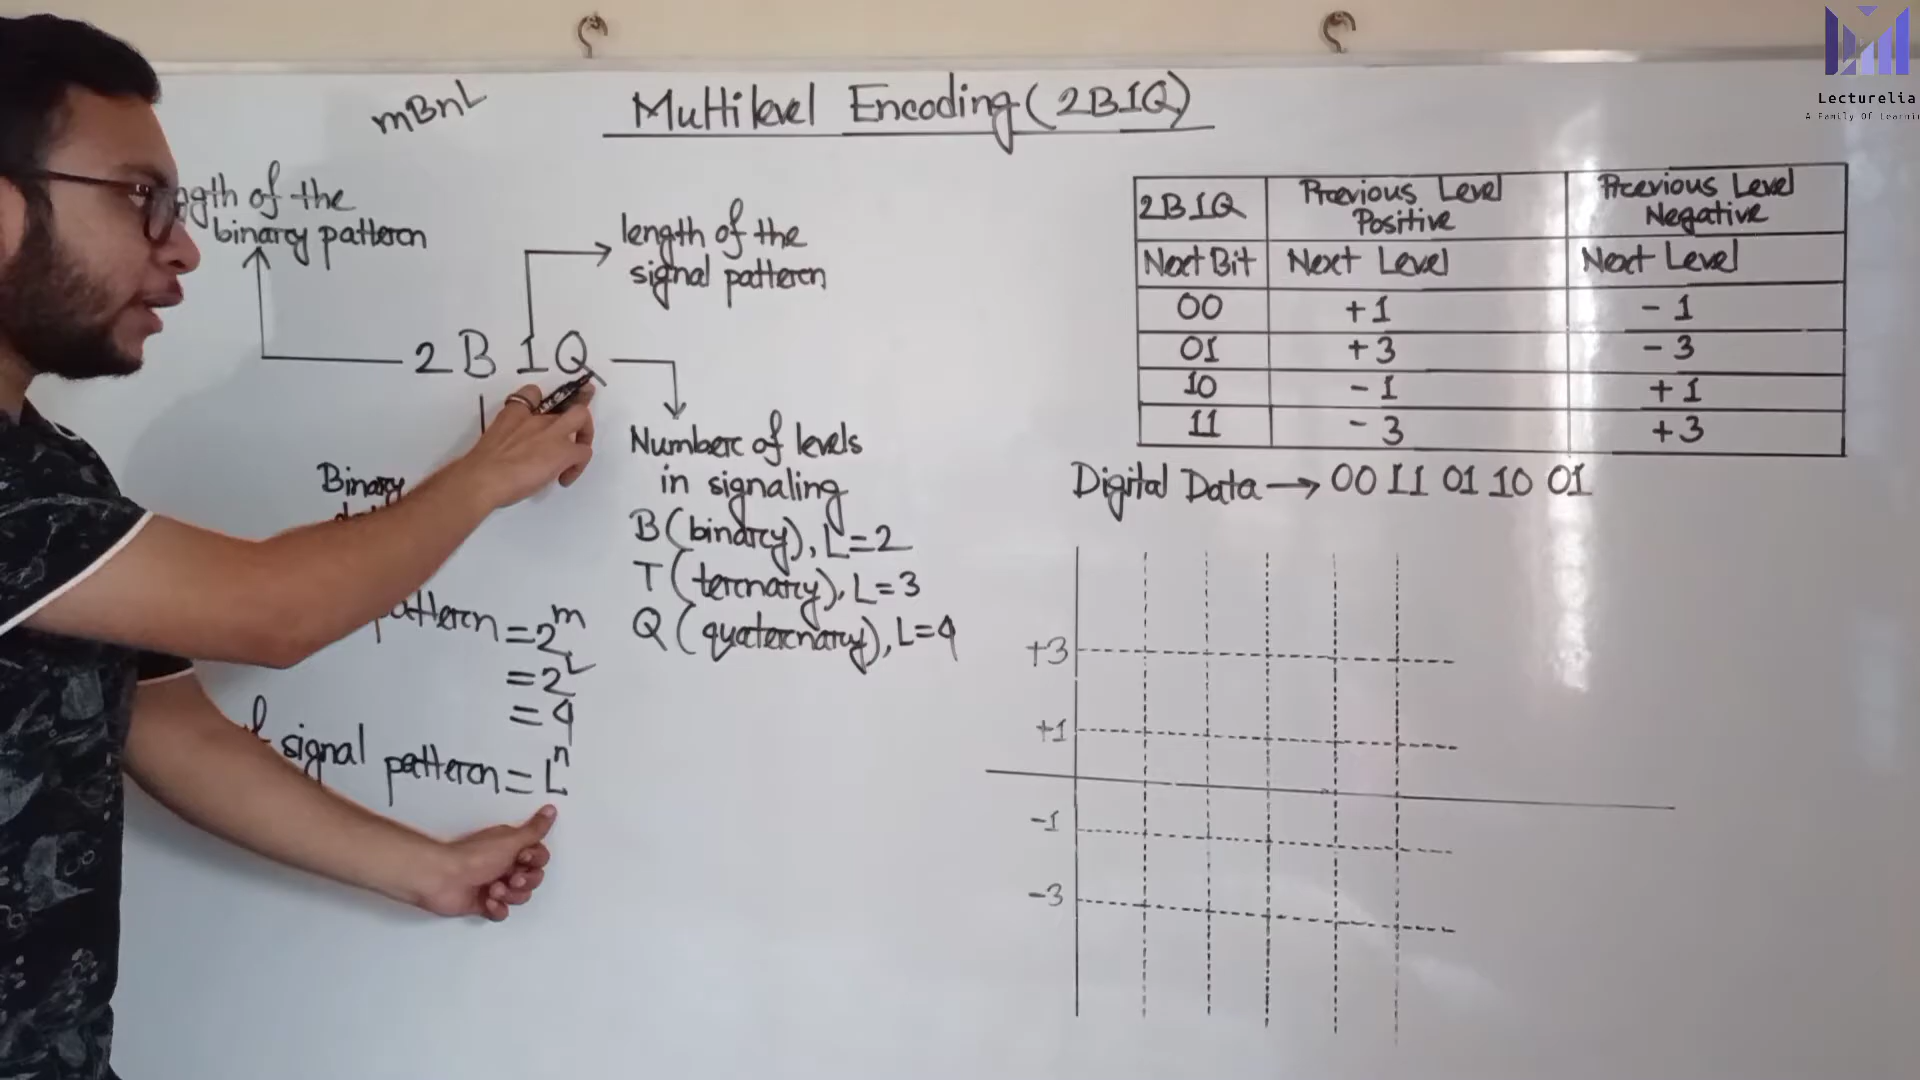 mBnL
Multilevel Encoding (2B1Q)
Lecturelia
A Family Of
of the
binary pattern
length of the
signal pattern
2B1Q
Number of levels
in signaling
B (binary), L=2
T (ternary), L=3
Q (quaternary), L=4
Binary
= 2^m
= 2^2
= 4
signal pattern = L^n
2B1Q Previous Level Positive Previous Level Negative
Next Bit Next Level Next Level
00 +1 -1
01 +3 -3
10 -1 +1
11 -3 +3
Digital Data → 00 11 01 10 01
+3
+1
-1
-3